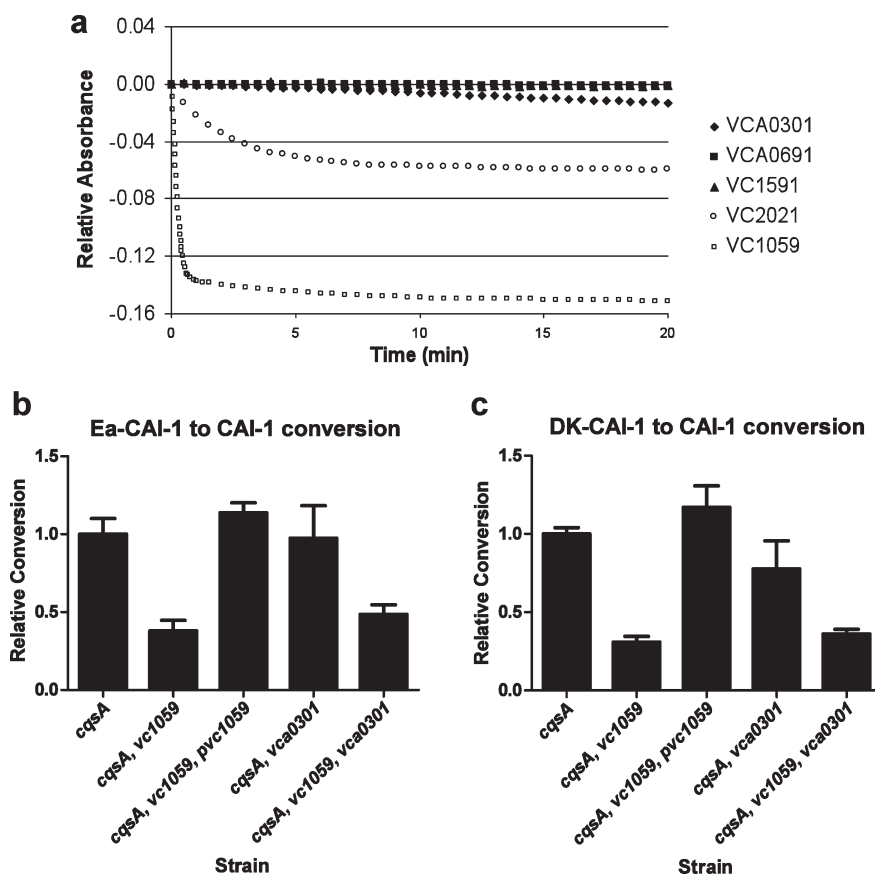 a
0.04
0.00
-0.04
-0.08
-0.12
-0.16
Relative Absorbance
0
5
10
15
20
Time (min)
VCA0301
VCA0691
VC1591
VC2021
VC1059
b
Ea-CAI-1 to CAI-1 conversion
1.5
1.0
0.5
0.0
Relative Conversion
cqsA
cqsA, vc1059
cqsA, vc1059, pvc1059
cqsA, vca0301
cqsA, vc1059, vca0301
Strain
c
DK-CAI-1 to CAI-1 conversion
1.5
1.0
0.5
0.0
Relative Conversion
cqsA
cqsA, vc1059
cqsA, vc1059, pvc1059
cqsA, vca0301
cqsA, vc1059, vca0301
Strain